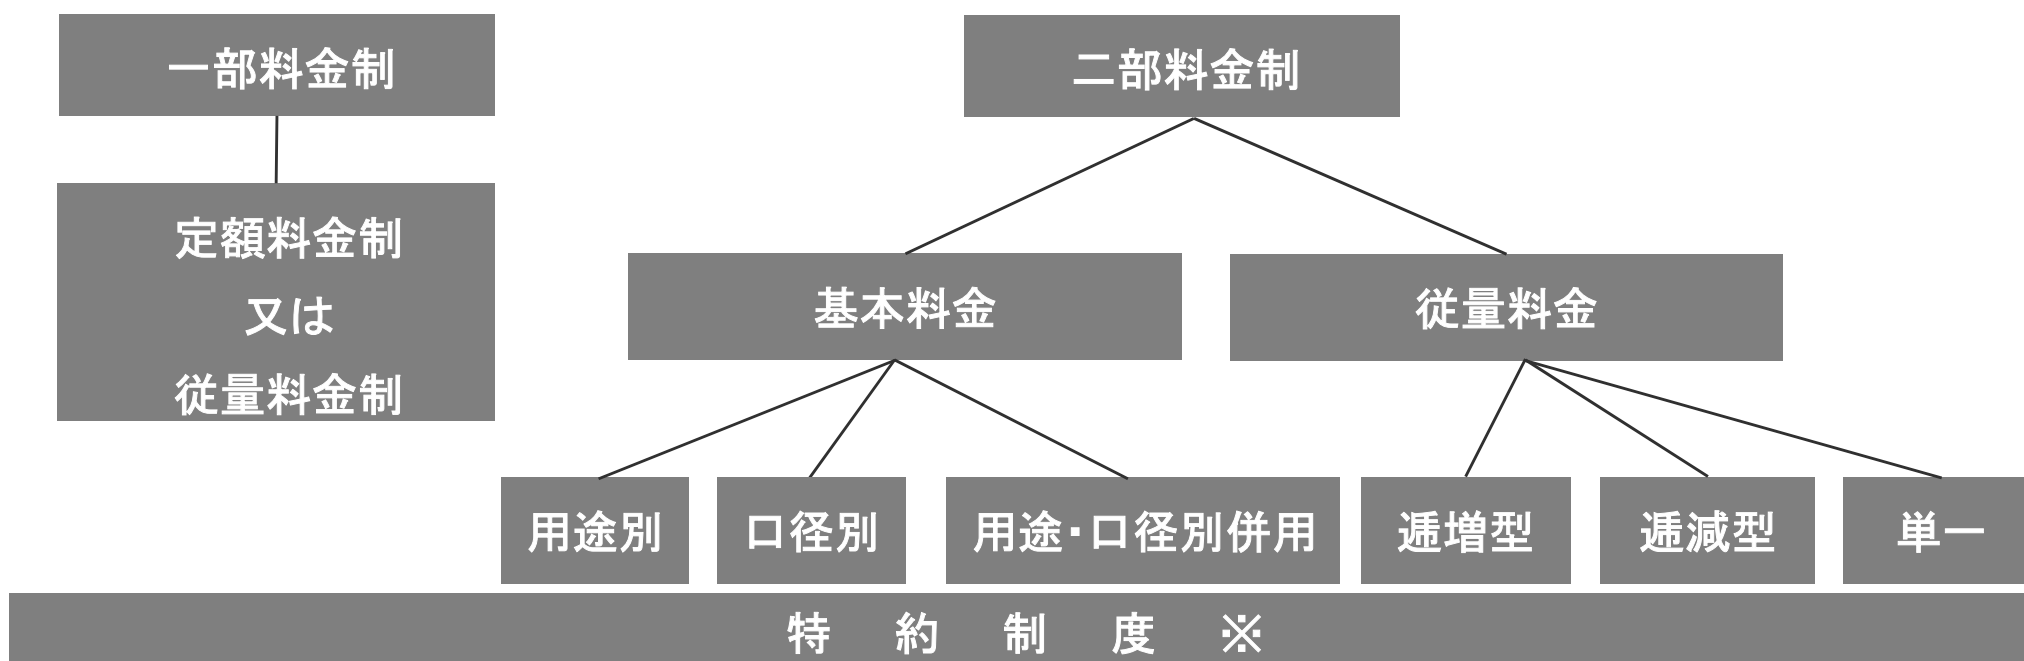 一部料金制
定額料金制
又は
従量料金制
二部料金制
基本料金
従量料金
用途別
口径別
用途・口径別併用
逓増型
逓減型
単一
特 約 制 度 ※